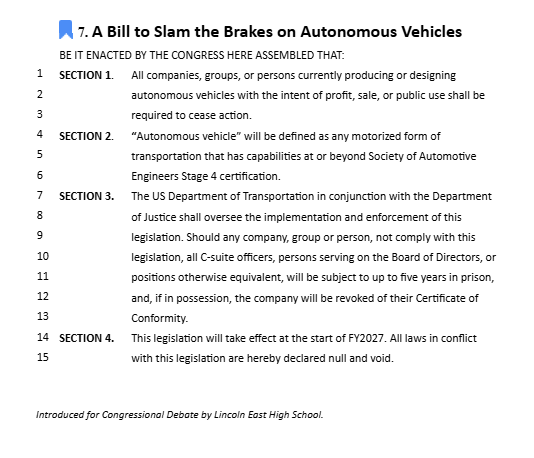 7. A Bill to Slam the Brakes on Autonomous Vehicles
BE IT ENACTED BY THE CONGRESS HERE ASSEMBLED THAT:
1 SECTION 1. All companies, groups, or persons currently producing or designing
2 autonomous vehicles with the intent of profit, sale, or public use shall be
3 required to cease action.
4 SECTION 2. “Autonomous vehicle” will be defined as any motorized form of
5 transportation that has capabilities at or beyond Society of Automotive
6 Engineers Stage 4 certification.
7 SECTION 3. The US Department of Transportation in conjunction with the Department
8 of Justice shall oversee the implementation and enforcement of this
9 legislation. Should any company, group or person, not comply with this
10 legislation, all C-suite officers, persons serving on the Board of Directors, or
11 positions otherwise equivalent, will be subject to up to five years in prison,
12 and, if in possession, the company will be revoked of their Certificate of
13 Conformity.
14 SECTION 4. This legislation will take effect at the start of FY2027. All laws in conflict
15 with this legislation are hereby declared null and void.
Introduced for Congressional Debate by Lincoln East High School.